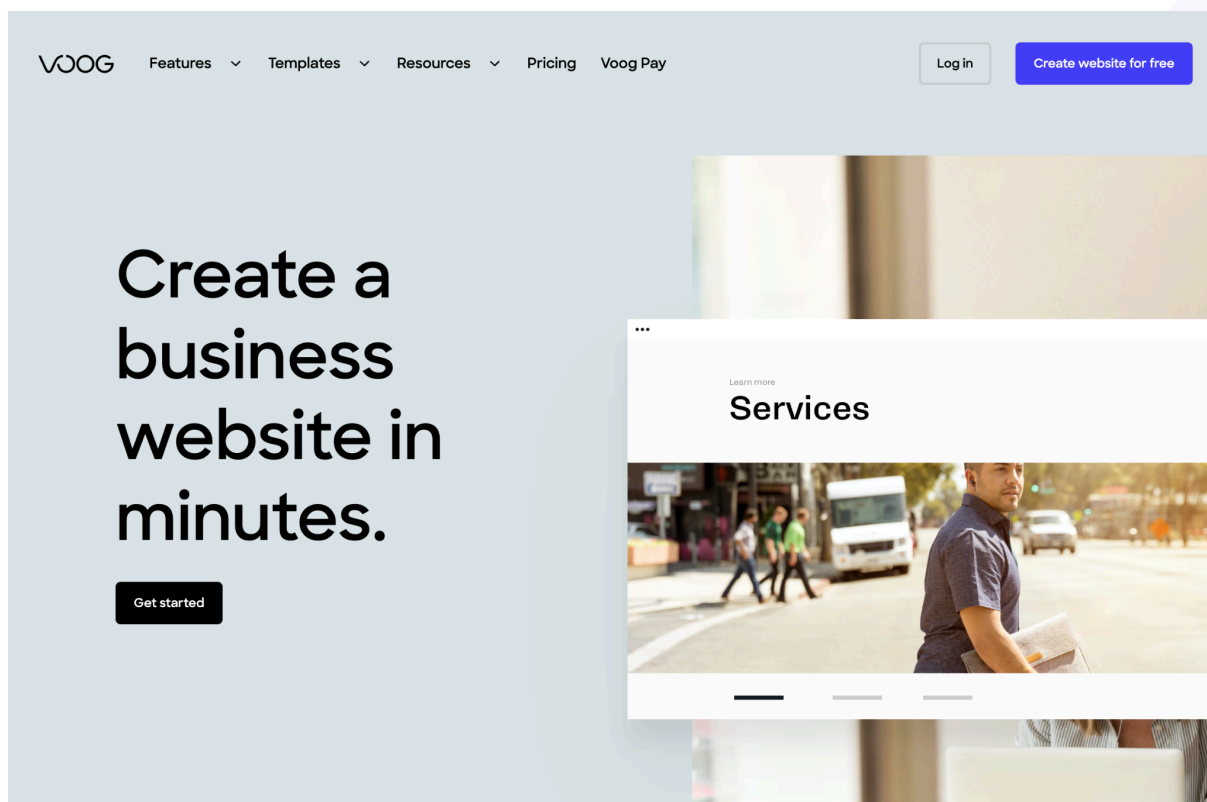 VOOG
Features
Templates
Resources
Pricing
Voog Pay
Log in
Create website for free
Create a
business
website in
minutes.
Get started
Learn more
Services